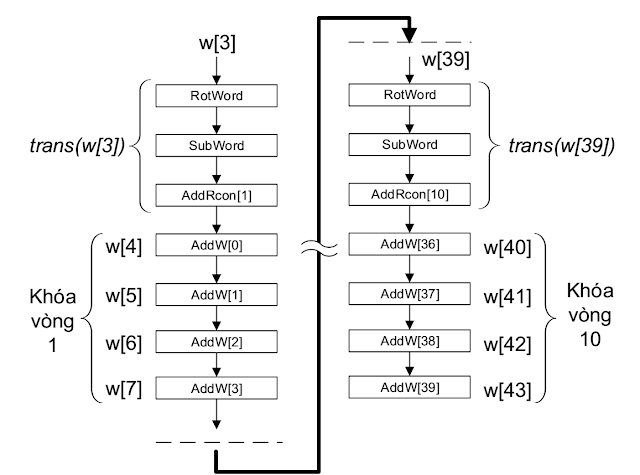 w[3]
RotWord
SubWord
AddRcon[1]
trans(w[3])
w[4]
AddW[0]
w[5]
AddW[1]
w[6]
AddW[2]
w[7]
AddW[3]
Khóa
vòng
1
w[39]
RotWord
SubWord
AddRcon[10]
trans(w[39])
AddW[36]
w[40]
AddW[37]
w[41]
AddW[38]
w[42]
AddW[39]
w[43]
Khóa
vòng
10